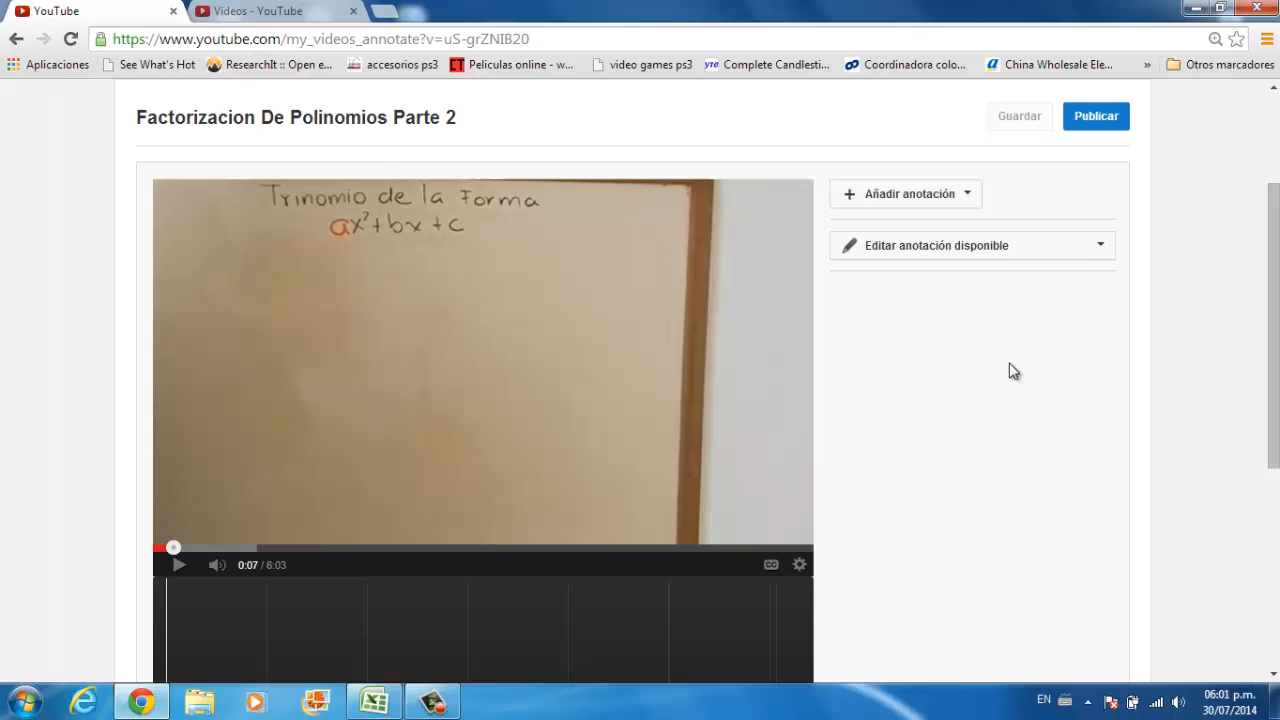 YouTube
Videos - YouTube
https://www.youtube.com/my_videos_annotate?v=uS-grZNIB20
Aplicaciones
See What's Hot
ResearchIt :: Open e...
accesorios ps3
Peliculas online - w...
video games ps3
Complete Candlesti...
Coordinadora colo...
China Wholesale Ele...
»
Otros marcadores
Factorizacion De Polinomios Parte 2
Guardar
Publicar
Trinomio de la Forma
ax²+bx+c
+ Añadir anotación
Editar anotación disponible
0:07 / 6:03
CC
EN
06:01 p.m.
30/07/2014